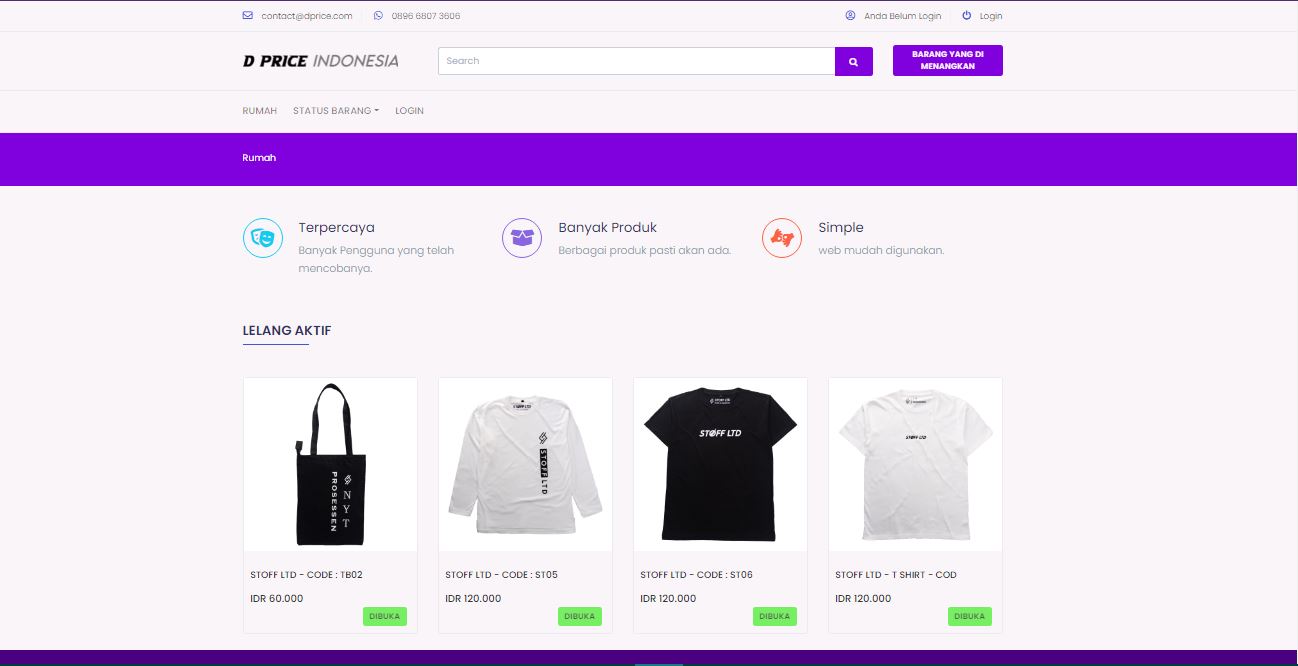 contact@dprice.com
0896 6807 3606
Anda Belum Login
Login
D PRICE INDONESIA
Search
BARANG YANG DI
MENANGKAN
RUMAH
STATUS BARANG
LOGIN
Rumah
Terpercaya
Banyak Pengguna yang telah
mencobanya.
Banyak Produk
Berbagai produk pasti akan ada.
Simple
web mudah digunakan.
LELANG AKTIF
PROSESSEN
NYT
STOFF LTD
STOFF LTD
STOFF LTD
STOFF LTD
STOFF LTD
STOFF LTD - CODE : TB02
IDR 60.000
DIBUKA
STOFF LTD - CODE : ST05
IDR 120.000
DIBUKA
STOFF LTD - CODE : ST06
IDR 120.000
DIBUKA
STOFF LTD - T SHIRT - COD
IDR 120.000
DIBUKA